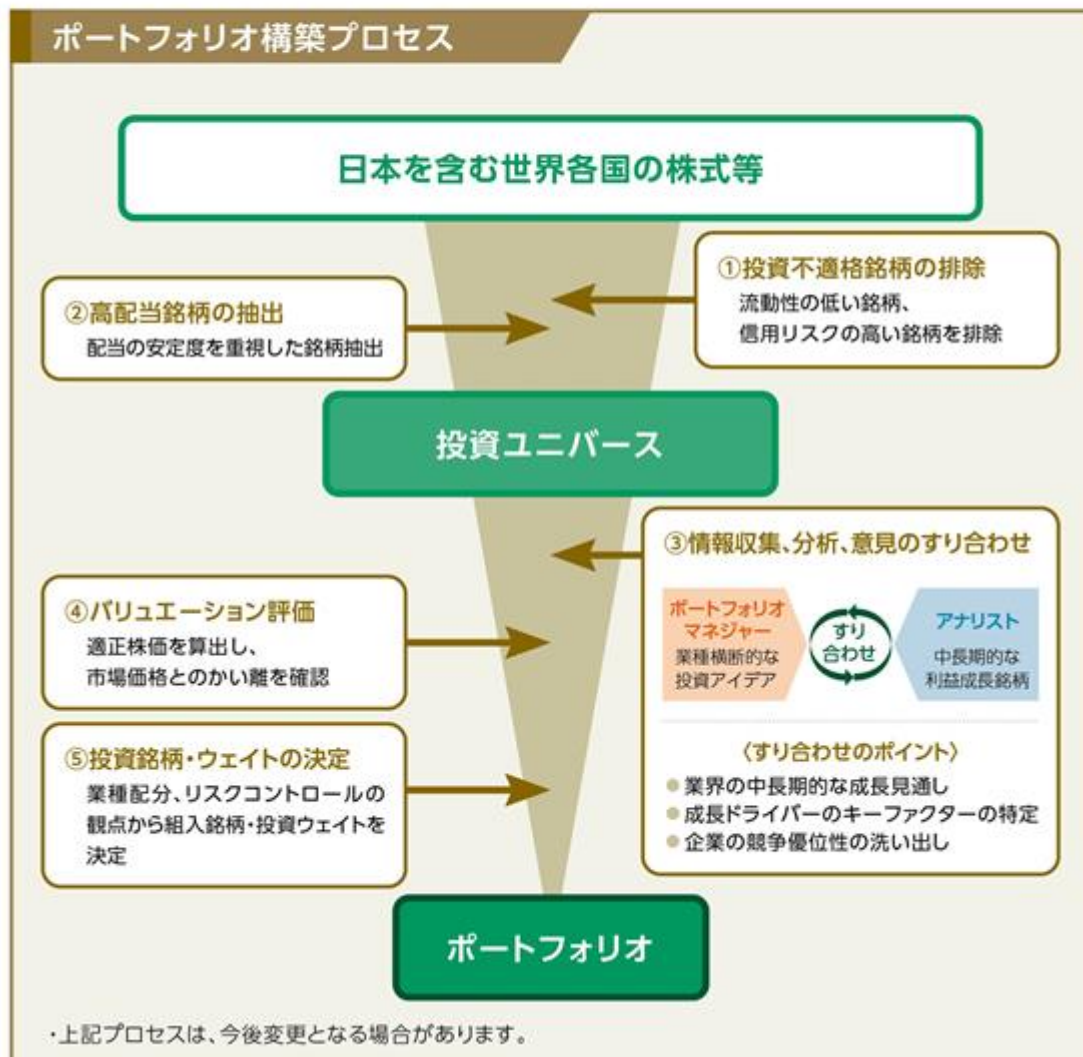 ポートフォリオ構築プロセス
日本を含む世界各国の株式等
①投資不適格銘柄の排除
流動性の低い銘柄、
信用リスクの高い銘柄を排除
②高配当銘柄の抽出
配当の安定度を重視した銘柄抽出
投資ユニバース
③情報収集、分析、意見のすり合わせ
ポートフォリオ
マネジャー
業種横断的な
投資アイデア
すり
合わせ
アナリスト
中長期的な
利益成長銘柄
〈すり合わせのポイント〉
●業界の中長期的な成長見通し
●成長ドライバーのキーファクターの特定
●企業の競争優位性の洗い出し
④バリュエーション評価
適正株価を算出し、
市場価格とのかい離を確認
⑤投資銘柄・ウェイトの決定
業種配分、リスクコントロールの
観点から組入銘柄・投資ウェイトを
決定
ポートフォリオ
・上記プロセスは、今後変更となる場合があります。